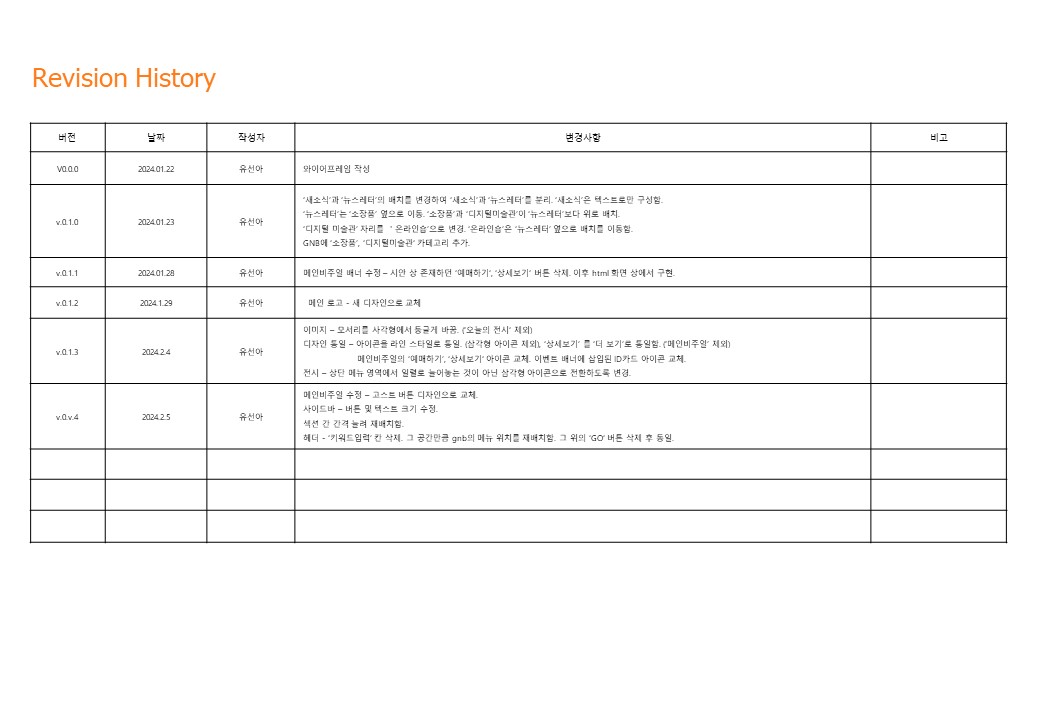 Revision History
버전 날짜 작성자 변경사항 비고
V0.0.0 2024.01.22 유선아 와이어프레임 작성
v.0.1.0 2024.01.23 유선아
'새소식'과 '뉴스레터'의 배치를 변경하여 '새소식'과 '뉴스레터'를 분리. '새소식'은 텍스트로만 구성함.
'뉴스레터'는 '소장품' 옆으로 이동. '소장품'과 '디지털미술관'이 '뉴스레터'보다 위로 배치.
'디지털 미술관' 자리를 ' 온라인숍'으로 변경. '온라인숍'은 '뉴스레터' 옆으로 배치를 이동함.
GNB에 '소장품', '디지털미술관' 카테고리 추가.
v.0.1.1 2024.01.28 유선아 메인비주얼 배너 수정 – 시안 상 존재하던 '예매하기', '상세보기' 버튼 삭제. 이후 html 화면 상에서 구현.
v.0.1.2 2024.1.29 유선아 메인 로고 - 새 디자인으로 교체
v.0.1.3 2024.2.4 유선아
이미지 – 모서리를 사각형에서 둥글게 바꿈. ('오늘의 전시' 제외)
디자인 통일 – 아이콘을 라인 스타일로 통일. (삼각형 아이콘 제외), '상세보기' 를 '더 보기'로 통일함. ('메인비주얼' 제외)
메인비주얼의 '예매하기', '상세보기' 아이콘 교체. 이벤트 배너에 삽입된 ID카드 아이콘 교체.
전시 – 상단 메뉴 영역에서 일렬로 늘어놓는 것이 아닌 삼각형 아이콘으로 전환하도록 변경.
v.0.v.4 2024.2.5 유선아
메인비주얼 수정 – 고스트 버튼 디자인으로 교체.
사이드바 – 버튼 및 텍스트 크기 수정.
섹션 간 간격 늘려 재배치함.
헤더 - '키워드입력' 칸 삭제. 그 공간만큼 gnb의 메뉴 위치를 재배치함. 그 위의 'GO' 버튼 삭제 후 통일.